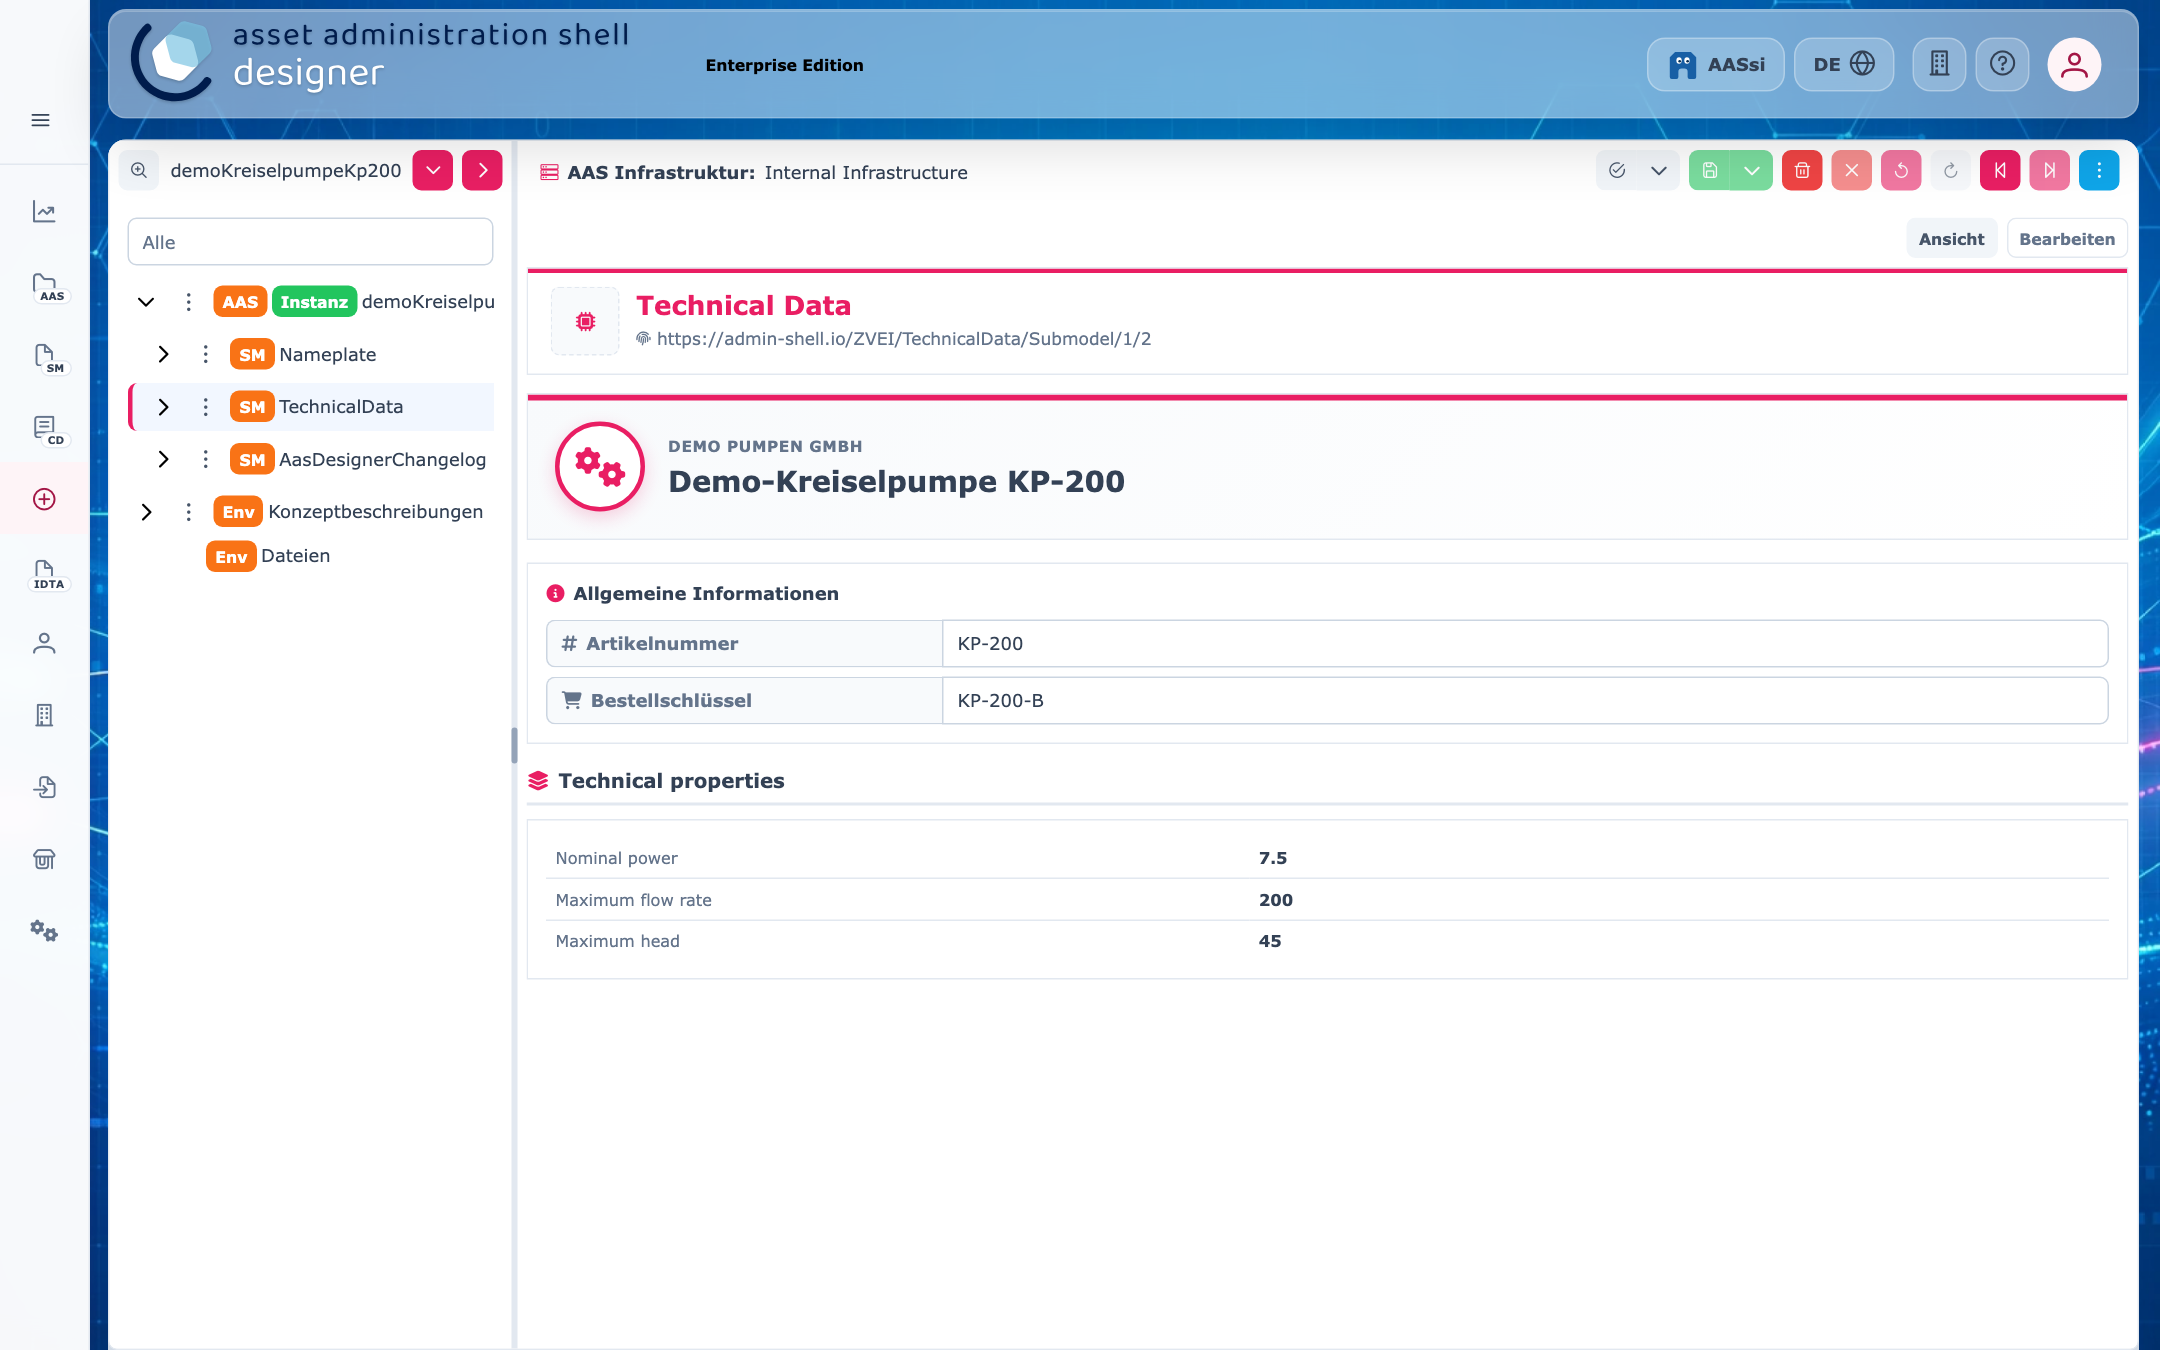 asset administration shell
designer
Enterprise Edition
AASsi
DE
demoKreiselpumpeKp200
AAS Infrastruktur: Internal Infrastructure
Alle
Ansicht
Bearbeiten
AAS
SM
CD
IDTA
AAS Instanz demoKreiselpu
SM Nameplate
SM TechnicalData
SM AasDesignerChangelog
Env Konzeptbeschreibungen
Env Dateien
Technical Data
https://admin-shell.io/ZVEI/TechnicalData/Submodel/1/2
DEMO PUMPEN GMBH
Demo-Kreiselpumpe KP-200
Allgemeine Informationen
# Artikelnummer KP-200
Bestellschlüssel KP-200-B
Technical properties
Nominal power 7.5
Maximum flow rate 200
Maximum head 45